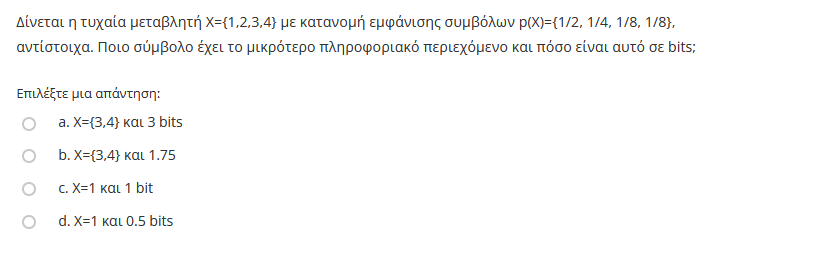 Δίνεται η τυχαία μεταβλητή X={1,2,3,4} με κατανομή εμφάνισης συμβόλων p(X)={1/2, 1/4, 1/8, 1/8},
αντίστοιχα. Ποιο σύμβολο έχει το μικρότερο πληροφοριακό περιεχόμενο και πόσο είναι αυτό σε bits;
Επιλέξτε μια απάντηση:
a. X={3,4} και 3 bits
b. X={3,4} και 1.75
c. X=1 και 1 bit
d. X=1 και 0.5 bits